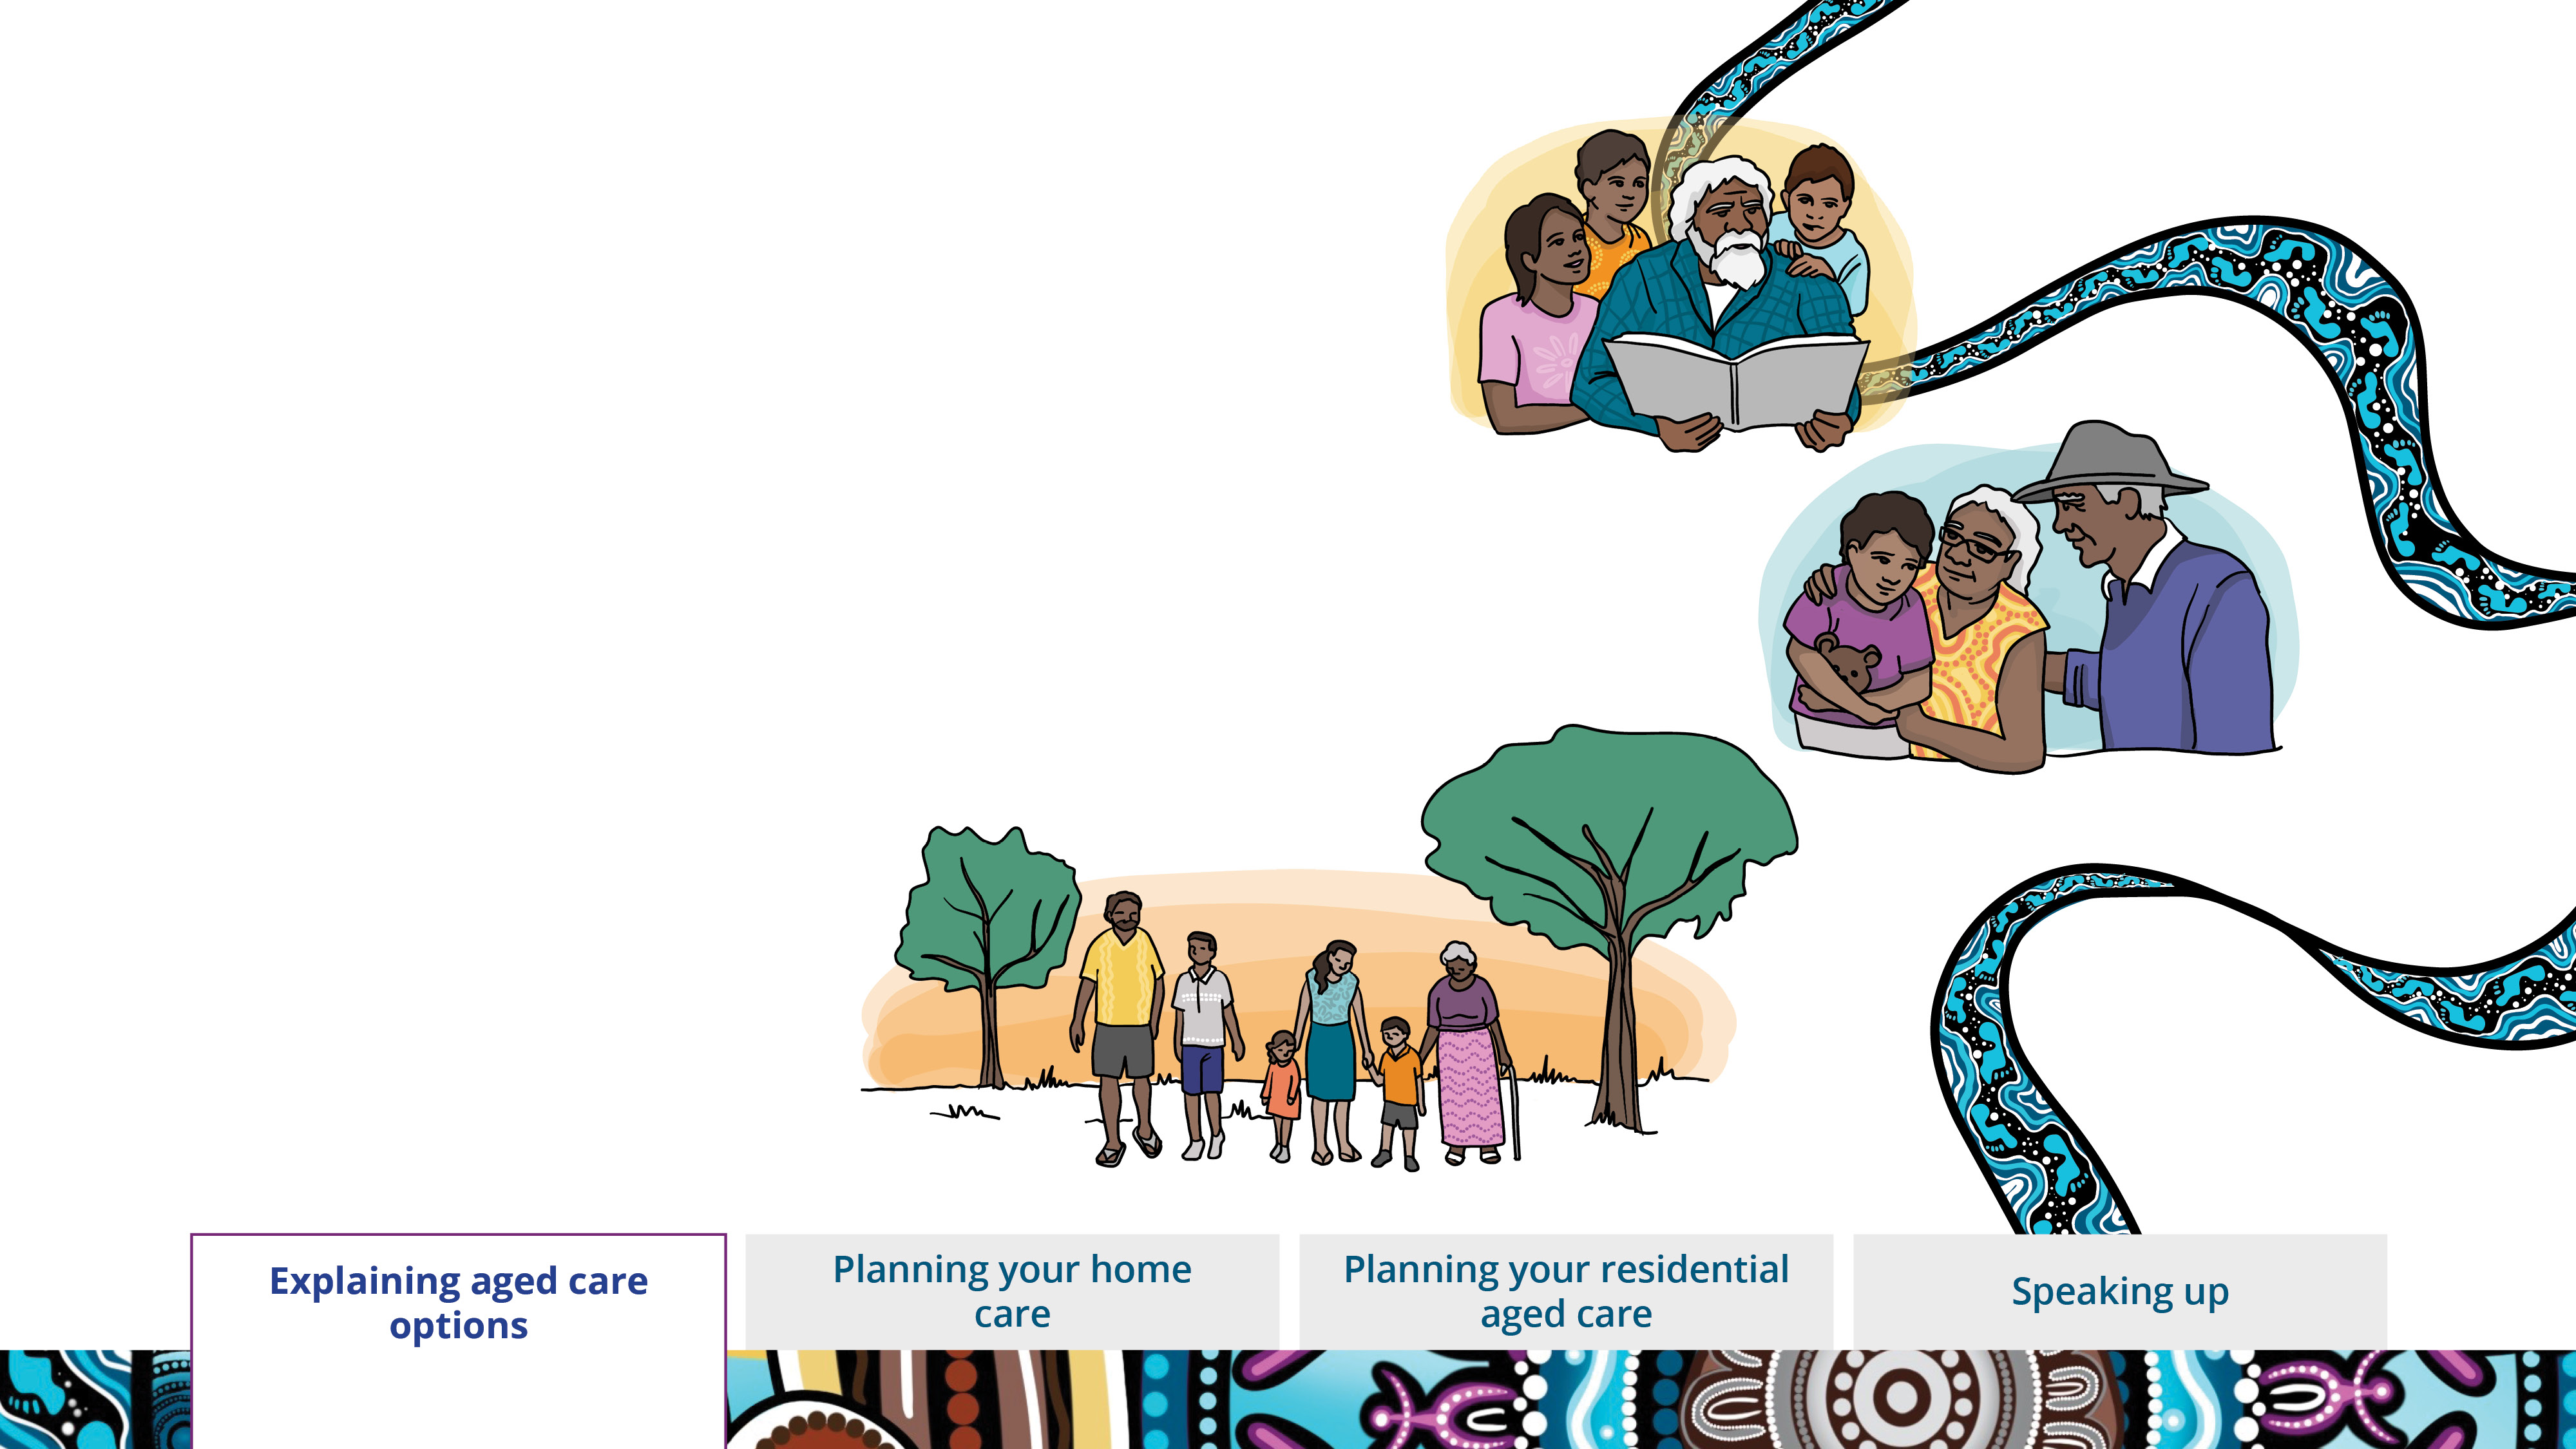 Explaining aged care
options
Planning your home
care
Planning your residential
aged care
Speaking up